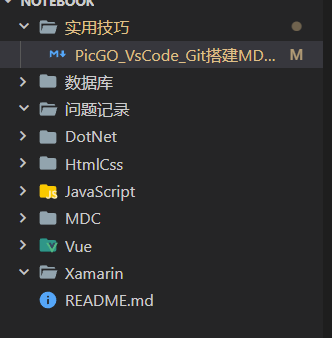 NOTEBOOK
实用技巧
PicGO_VsCode_Git搭建MD... M
数据库
问题记录
DotNet
HtmlCss
JavaScript
MDC
Vue
Xamarin
README.md